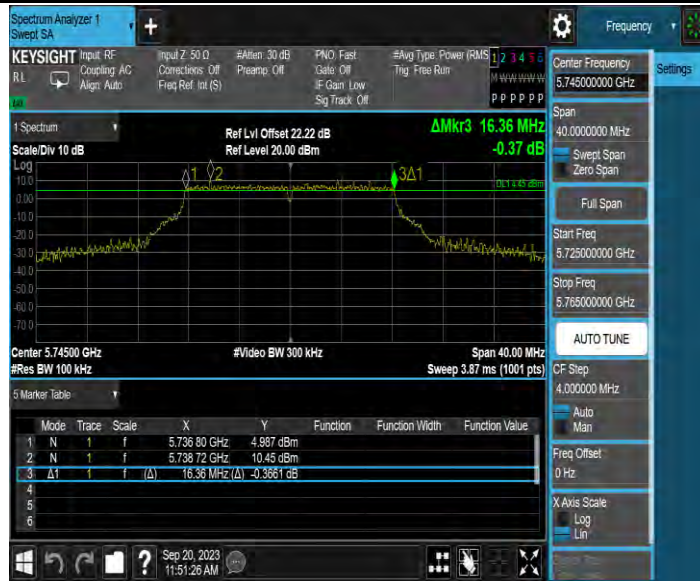 Spectrum Analyzer 1
Swept SA
+
Frequency
KEYSIGHT
RL
Input: RF
Coupling: AC
Align: Auto
Input Z: 50 Ω
Corrections: Off
Freq Ref: Int (S)
#Atten: 30 dB
Preamp: Off
PNO: Fast
Gate: Off
IF Gain: Low
Sig Track: Off
#Avg Type: Power (RMS
Trig: Free Run
1 2 3 4 5 6
M W W W W W
P P P P P P
Center Frequency
5.745000000 GHz
Settings
Span
40.0000000 MHz
Swept Span
Zero Span
Full Span
Start Freq
5.725000000 GHz
Stop Freq
5.765000000 GHz
AUTO TUNE
CF Step
4.000000 MHz
Auto
Man
Freq Offset
0 Hz
X Axis Scale
Log
Lin
1 Spectrum
Scale/Div 10 dB
Ref Lvl Offset 22.22 dB
Ref Level 20.00 dBm
ΔMkr3 16.36 MHz
-0.37 dB
Log
10.0
0.00
-10.0
-20.0
-30.0
-40.0
-50.0
-60.0
-70.0
1
2
3Δ1
DL1 4.45 dBm
Center 5.74500 GHz
#Video BW 300 kHz
Span 40.00 MHz
#Res BW 100 kHz
Sweep 3.87 ms (1001 pts)
5 Marker Table
Mode Trace Scale X Y Function Function Width Function Value
1 N 1 f 5.736 80 GHz 4.987 dBm
2 N 1 f 5.738 72 GHz 10.45 dBm
3 Δ1 1 f (Δ) 16.36 MHz (Δ) -0.3661 dB
4
5
6
?
Sep 20, 2023
11:51:26 AM